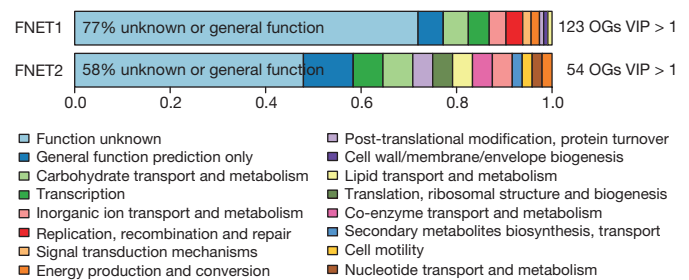 FNET1 77% unknown or general function 123 OGs VIP > 1
FNET2 58% unknown or general function 54 OGs VIP > 1
0.0 0.2 0.4 0.6 0.8 1.0
Function unknown
General function prediction only
Carbohydrate transport and metabolism
Transcription
Inorganic ion transport and metabolism
Replication, recombination and repair
Signal transduction mechanisms
Energy production and conversion
Post-translational modification, protein turnover
Cell wall/membrane/envelope biogenesis
Lipid transport and metabolism
Translation, ribosomal structure and biogenesis
Co-enzyme transport and metabolism
Secondary metabolites biosynthesis, transport
Cell motility
Nucleotide transport and metabolism